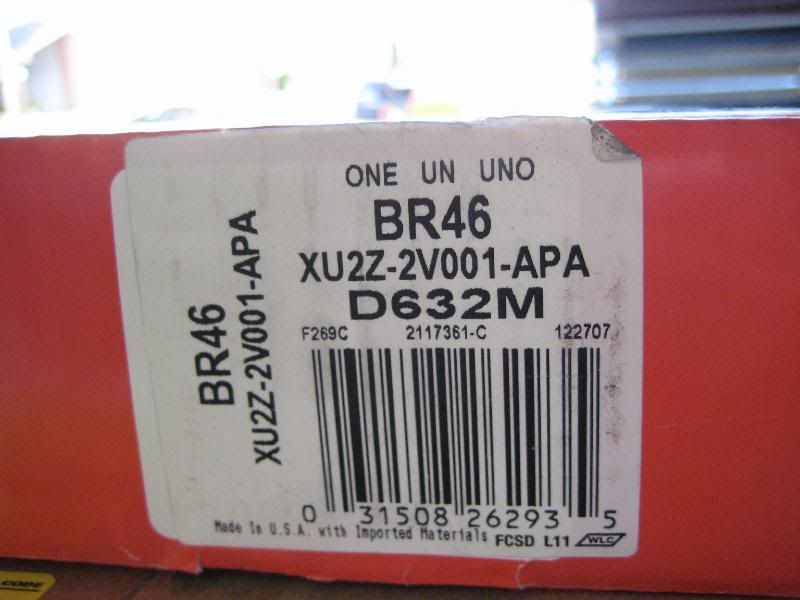 ONE UN UNO
BR46
XU2Z-2V001-APA
D632M
F269C 2117361-C 122707
0 31508 26293 5
Made In U.S.A. with Imported Materials FCSD L11 WLC
BR46
XU2Z-2V001-APA
CODE